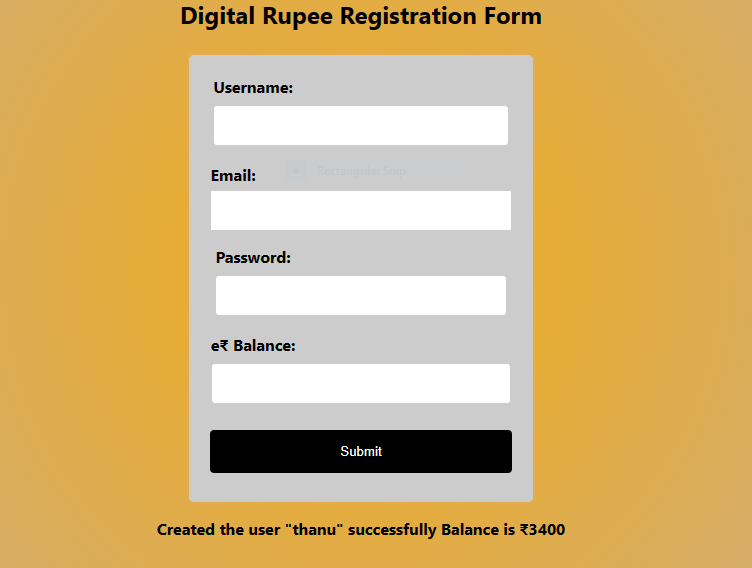 Digital Rupee Registration Form
Username:
Rectangular Snip
Email:
Password:
e₹ Balance:
Submit
Created the user "thanu" successfully Balance is ₹3400